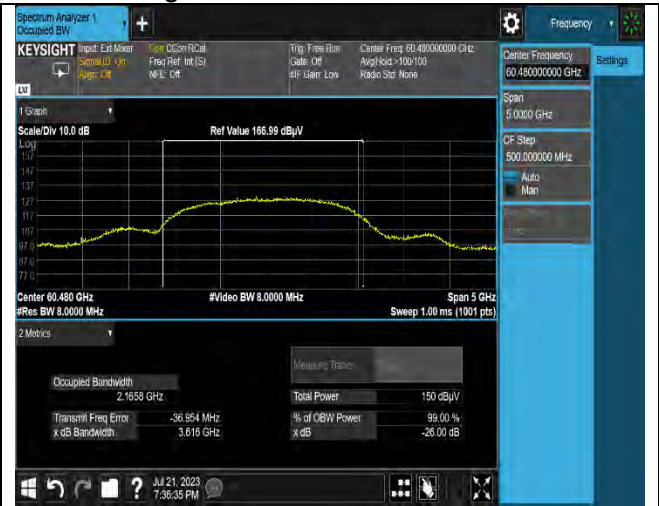 Spectrum Analyzer 1
Occupied BW
+
Frequency
KEYSIGHT
Input: Ext Mixer
Signal ID: On
Align: Off
Corr CCorr RCal
Freq Ref: Int (S)
NFE: Off
Trig: Free Run
Gate: Off
#IF Gain: Low
Center Freq: 60.480000000 GHz
Avg|Hold:>100/100
Radio Std: None
LXI
1 Graph
Scale/Div 10.0 dB
Ref Value 166.99 dBµV
Log
157
147
137
127
117
107
97.0
87.0
77.0
Center 60.480 GHz
#Video BW 8.0000 MHz
Span 5 GHz
#Res BW 8.0000 MHz
Sweep 1.00 ms (1001 pts)
2 Metrics
Measure Trace
Occupied Bandwidth
2.1658 GHz
Total Power
150 dBµV
Transmit Freq Error
-36.954 MHz
% of OBW Power
99.00 %
x dB Bandwidth
3.616 GHz
x dB
-26.00 dB
?
Jul 21, 2023
7:36:35 PM
Center Frequency
60.480000000 GHz
Settings
Span
5.0000 GHz
CF Step
500.000000 MHz
Auto
Man